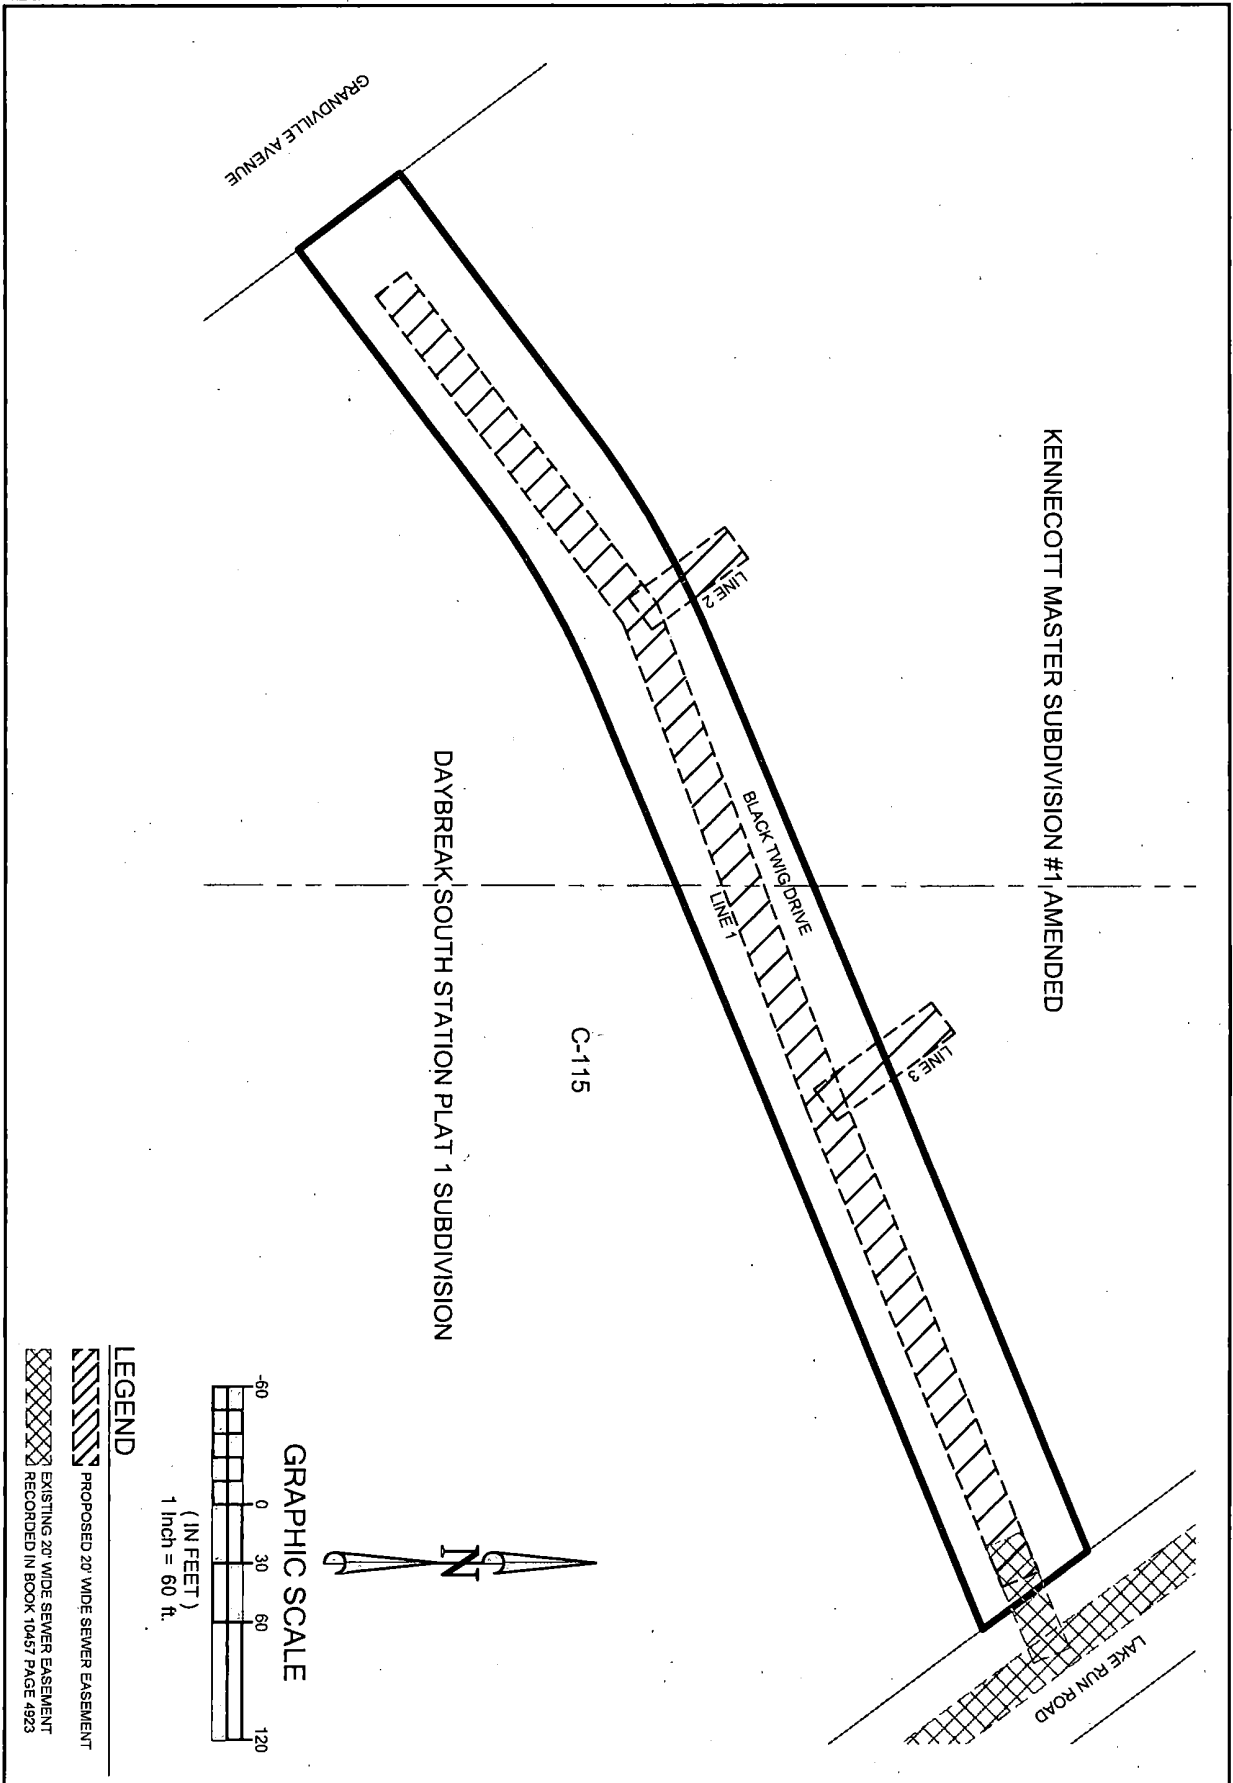 KENNECOTT MASTER SUBDIVISION #1 AMENDED
GRANDVILLE AVENUE
LINE 2
BLACK TWIG DRIVE
LINE 1
LINE 3
LAKE RUN ROAD
C-115
DAYBREAK SOUTH STATION PLAT 1 SUBDIVISION
N
GRAPHIC SCALE
-60 0 30 60 120
( IN FEET )
1 Inch = 60 ft.
LEGEND
PROPOSED 20' WIDE SEWER EASEMENT
EXISTING 20' WIDE SEWER EASEMENT
RECORDED IN BOOK 10457 PAGE 4923